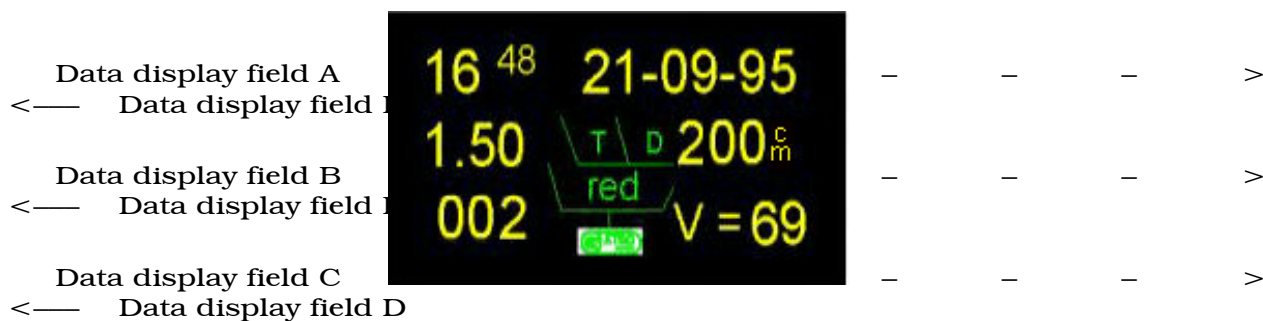 16 48 21-09-95
Data display field A – – – >
<–— Data display field
1.50 T D 200 cm
Data display field B – – – >
<–— Data display field
red
002 V = 69
Data display field C – – – >
<–— Data display field D